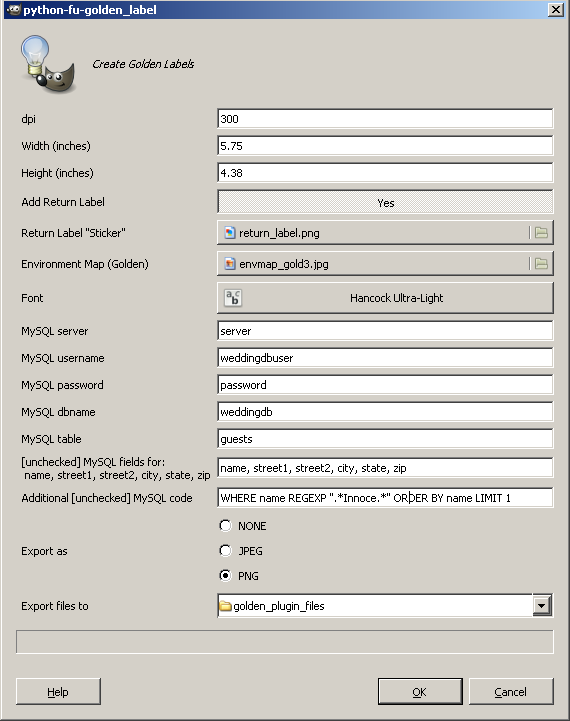 python-fu-golden_label
Create Golden Labels
dpi
300
Width (inches)
5.75
Height (inches)
4.38
Add Return Label
Yes
Return Label "Sticker"
return_label.png
Environment Map (Golden)
envmap_gold3.jpg
Font
a c b
Hancock Ultra-Light
MySQL server
server
MySQL username
weddingdbuser
MySQL password
password
MySQL dbname
weddingdb
MySQL table
guests
[unchecked] MySQL fields for:
name, street1, street2, city, state, zip
name, street1, street2, city, state, zip
Additional [unchecked] MySQL code
WHERE name REGEXP ".*Innoce.*" ORDER BY name LIMIT 1
NONE
Export as
JPEG
PNG
Export files to
golden_plugin_files
Help
OK
Cancel